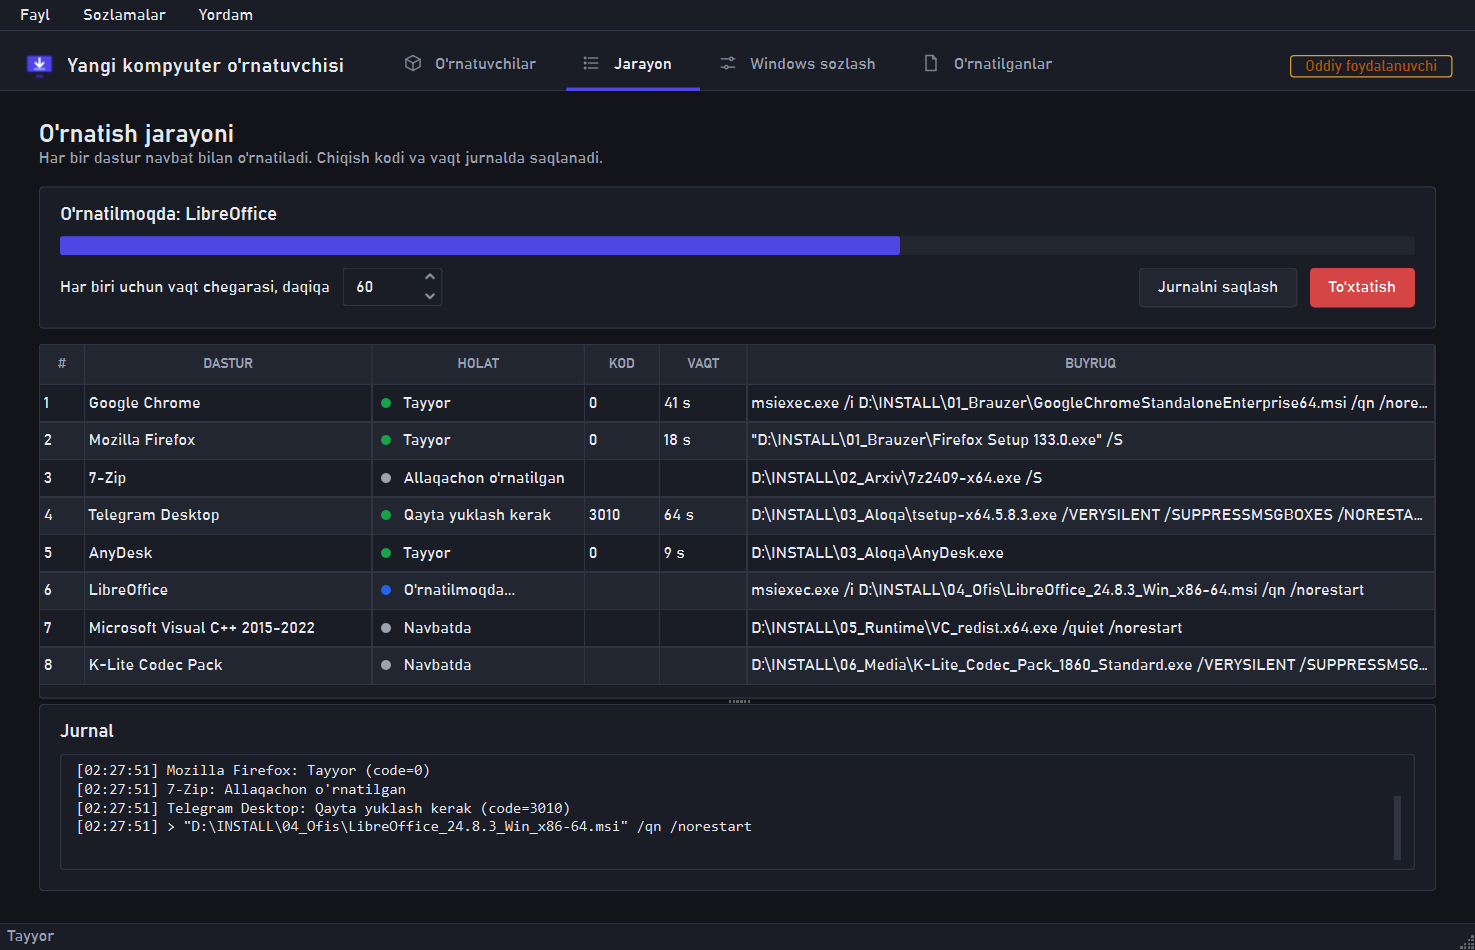 Fayl Sozlamalar Yordam
Yangi kompyuter o'rnatuvchisi O'rnatuvchilar Jarayon Windows sozlash O'rnatilganlar Oddiy foydalanuvchi
O'rnatish jarayoni
Har bir dastur navbat bilan o'rnatiladi. Chiqish kodi va vaqt jurnalda saqlanadi.
O'rnatilmoqda: LibreOffice
Har biri uchun vaqt chegarasi, daqiqa 60 Jurnalni saqlash To'xtatish
# DASTUR HOLAT KOD VAQT BUYRUQ
1 Google Chrome Tayyor 0 41 s msiexec.exe /i D:\INSTALL\01_Brauzer\GoogleChromeStandaloneEnterprise64.msi /qn /nore...
2 Mozilla Firefox Tayyor 0 18 s "D:\INSTALL\01_Brauzer\Firefox Setup 133.0.exe" /S
3 7-Zip Allaqachon o'rnatilgan D:\INSTALL\02_Arxiv\7z2409-x64.exe /S
4 Telegram Desktop Qayta yuklash kerak 3010 64 s D:\INSTALL\03_Aloqa\tsetup-x64.5.8.3.exe /VERYSILENT /SUPPRESSMSGBOXES /NORESTA...
5 AnyDesk Tayyor 0 9 s D:\INSTALL\03_Aloqa\AnyDesk.exe
6 LibreOffice O'rnatilmoqda... msiexec.exe /i D:\INSTALL\04_Ofis\LibreOffice_24.8.3_Win_x86-64.msi /qn /norestart
7 Microsoft Visual C++ 2015-2022 Navbatda D:\INSTALL\05_Runtime\VC_redist.x64.exe /quiet /norestart
8 K-Lite Codec Pack Navbatda D:\INSTALL\06_Media\K-Lite_Codec_Pack_1860_Standard.exe /VERYSILENT /SUPPRESSMSG...
Jurnal
[02:27:51] Mozilla Firefox: Tayyor (code=0)
[02:27:51] 7-Zip: Allaqachon o'rnatilgan
[02:27:51] Telegram Desktop: Qayta yuklash kerak (code=3010)
[02:27:51] > "D:\INSTALL\04_Ofis\LibreOffice_24.8.3_Win_x86-64.msi" /qn /norestart
Tayyor